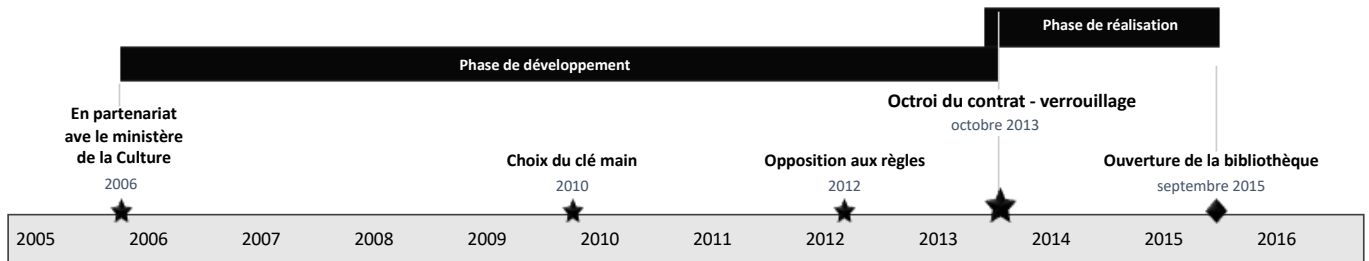 Phase de réalisation
Phase de développement
En partenariat
ave le ministère
de la Culture
2006
Choix du clé main
2010
Opposition aux règles
2012
Octroi du contrat - verrouillage
octobre 2013
Ouverture de la bibliothèque
septembre 2015
2005 2006 2007 2008 2009 2010 2011 2012 2013 2014 2015 2016